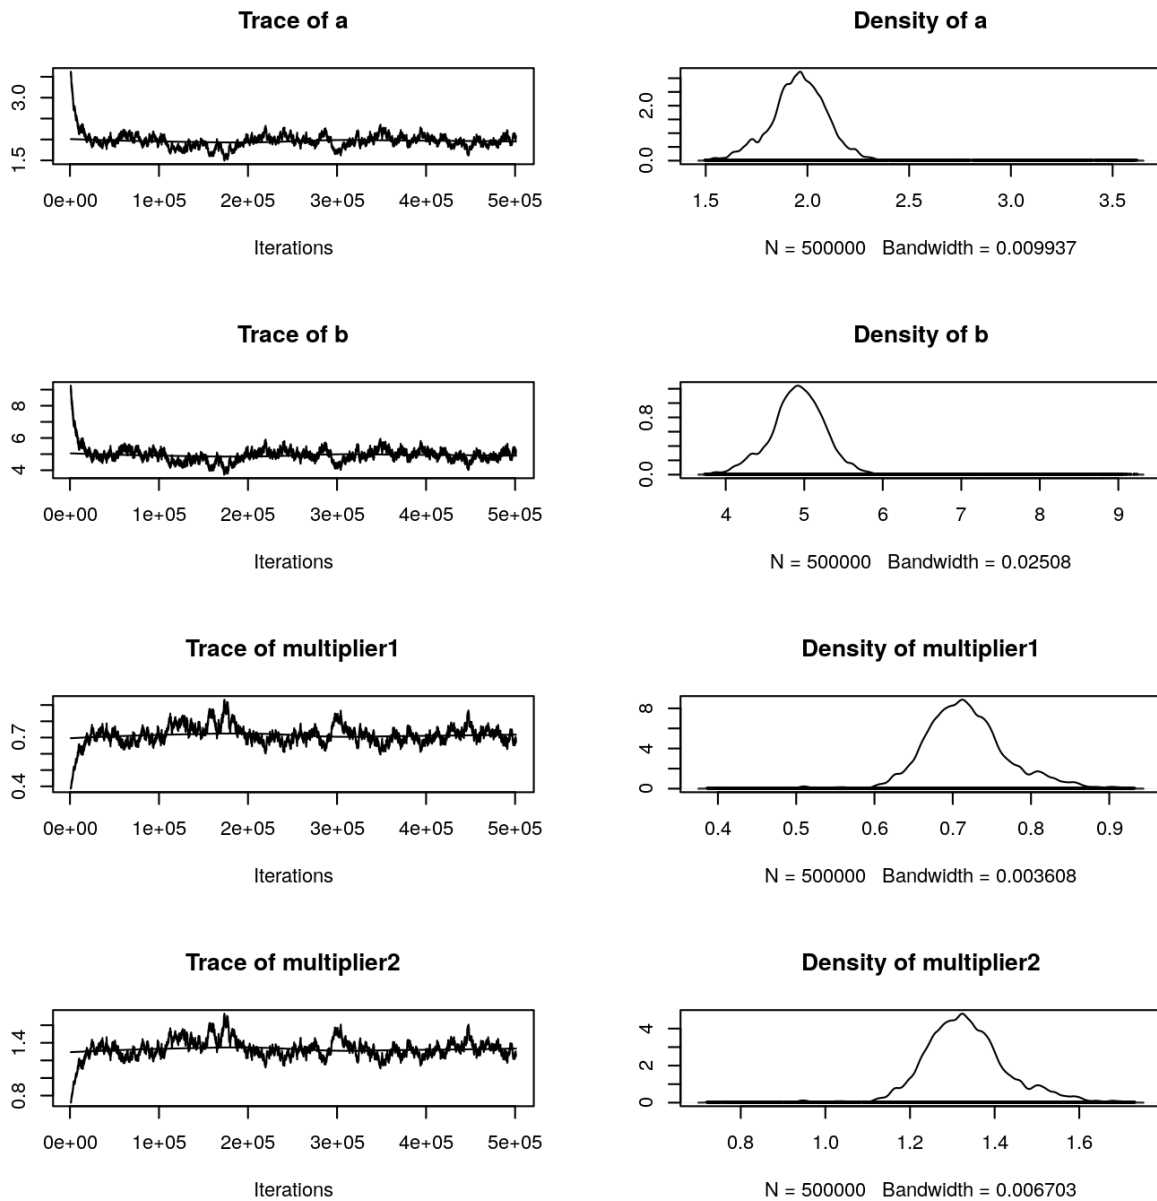 Trace of a
Density of a
1.5 3.0
0e+00 1e+05 2e+05 3e+05 4e+05 5e+05
Iterations
0.0 2.0
1.5 2.0 2.5 3.0 3.5
N = 500000 Bandwidth = 0.009937
Trace of b
Density of b
4 6 8
0e+00 1e+05 2e+05 3e+05 4e+05 5e+05
Iterations
0.0 0.8
4 5 6 7 8 9
N = 500000 Bandwidth = 0.02508
Trace of multiplier1
Density of multiplier1
0.4 0.7
0e+00 1e+05 2e+05 3e+05 4e+05 5e+05
Iterations
0 4 8
0.4 0.5 0.6 0.7 0.8 0.9
N = 500000 Bandwidth = 0.003608
Trace of multiplier2
Density of multiplier2
0.8 1.4
0e+00 1e+05 2e+05 3e+05 4e+05 5e+05
Iterations
0 2 4
0.8 1.0 1.2 1.4 1.6
N = 500000 Bandwidth = 0.006703